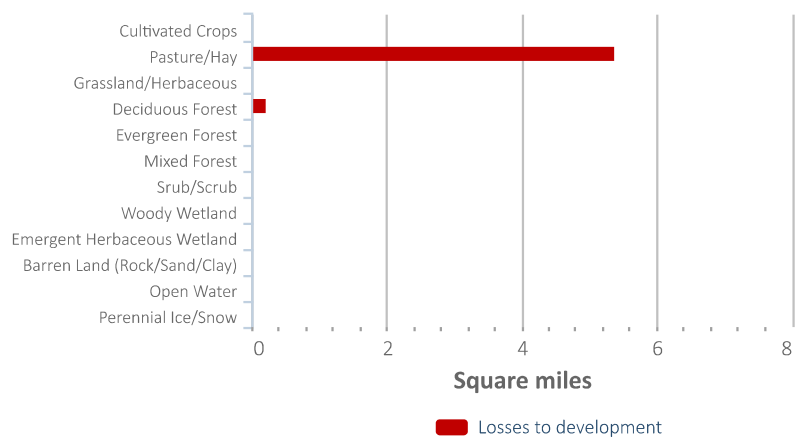 Cultivated Crops
Pasture/Hay
Grassland/Herbaceous
Deciduous Forest
Evergreen Forest
Mixed Forest
Srub/Scrub
Woody Wetland
Emergent Herbaceous Wetland
Barren Land (Rock/Sand/Clay)
Open Water
Perennial Ice/Snow
0 2 4 6 8
Square miles
Losses to development